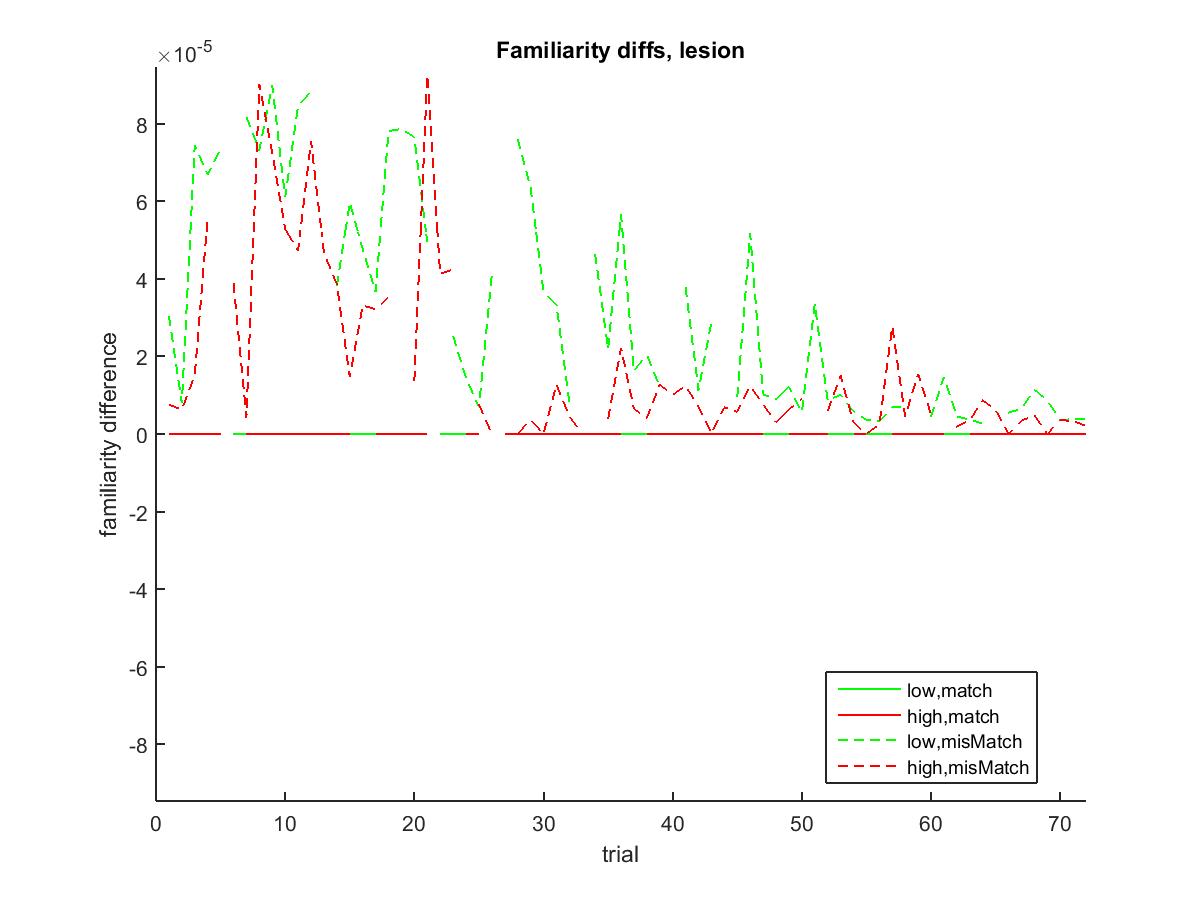 Familiarity diffs, lesion
×10-5
8
6
4
2
0
-2
-4
-6
-8
familiarity difference
low,match
high,match
low,misMatch
high,misMatch
0 10 20 30 40 50 60 70
trial